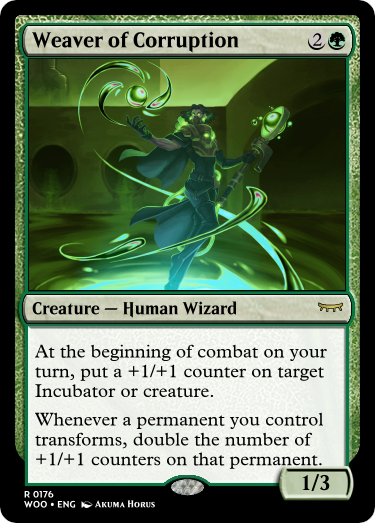 Weaver of Corruption 2
Creature — Human Wizard
At the beginning of combat on your
turn, put a +1/+1 counter on target
Incubator or creature.
Whenever a permanent you control
transforms, double the number of
+1/+1 counters on that permanent.
1/3
R 0176
WOO • ENG Akuma Horus